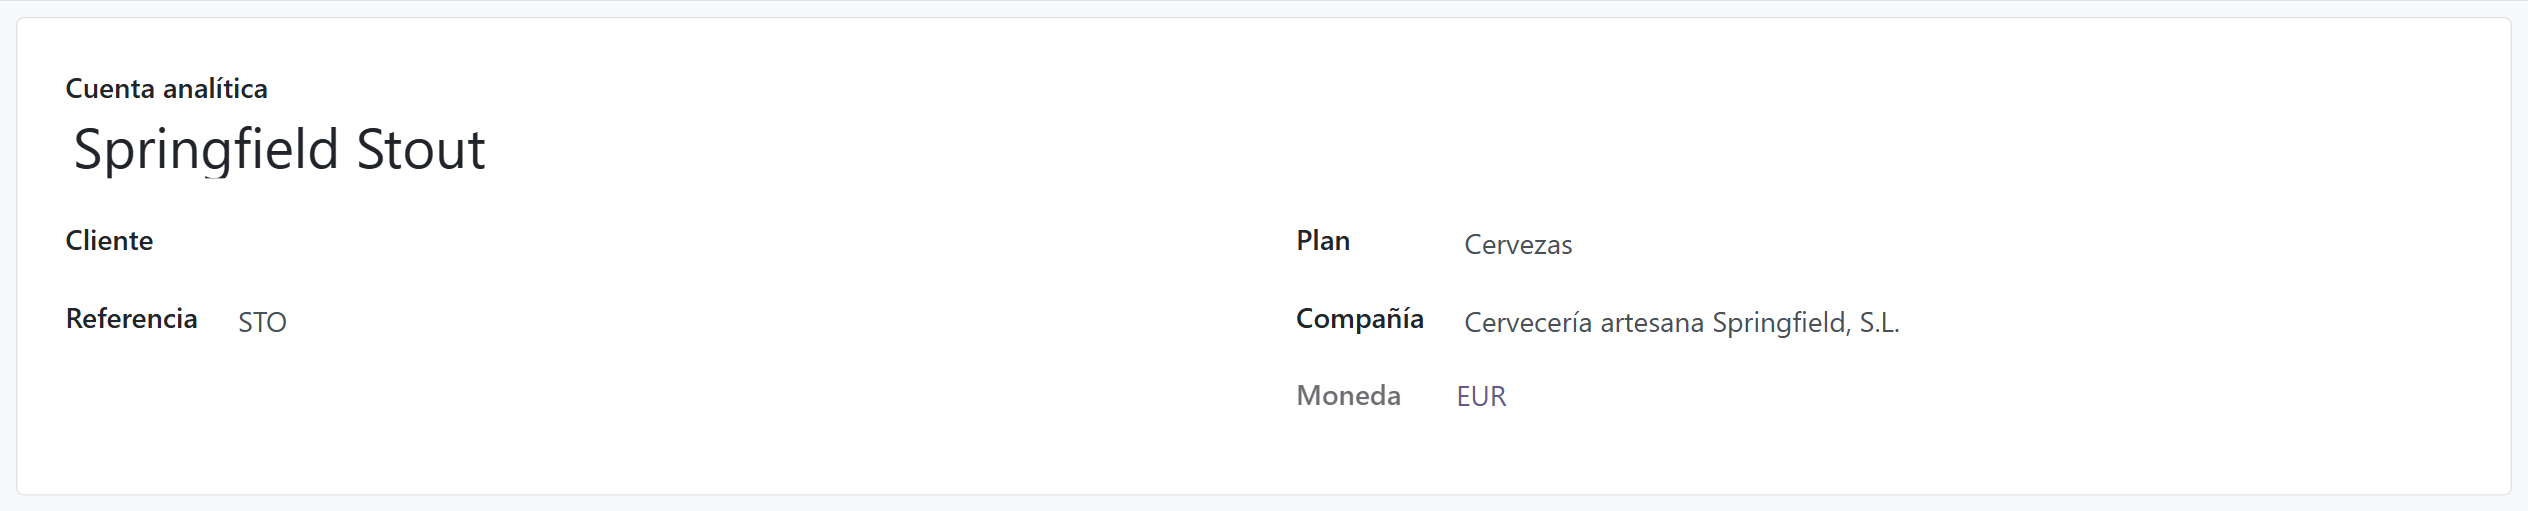 Cuenta analítica
Springfield Stout
Cliente
Referencia STO
Plan Cervezas
Compañía Cervecería artesana Springfield, S.L.
Moneda EUR